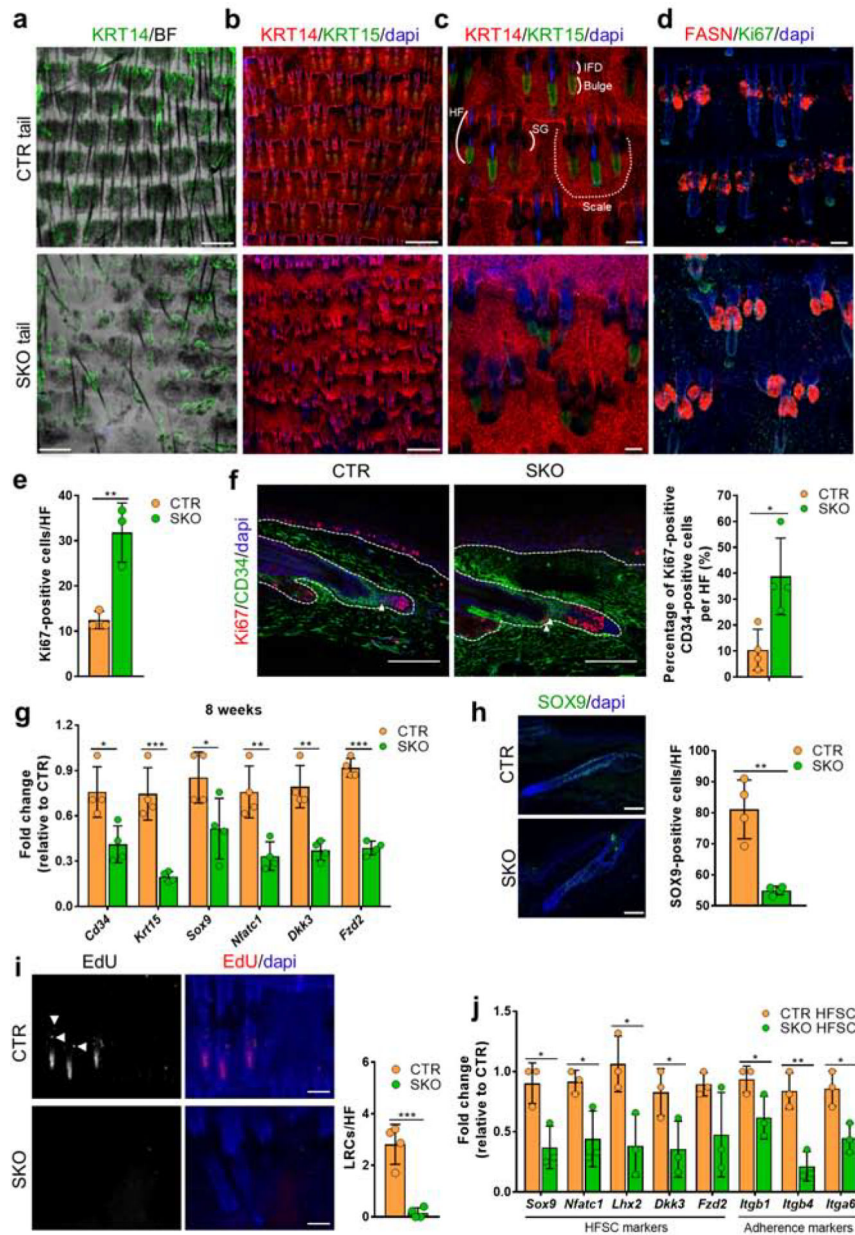 a
KRT14/BF
b
KRT14/KRT15/dapi
c
KRT14/KRT15/dapi
d
FASN/Ki67/dapi
CTR tail
IFD
Bulge
HF
SG
Scale
SKO tail
e
Ki67-positive cells/HF
40
30
20
10
0
**
CTR
SKO
f
CTR
SKO
Ki67/CD34/dapi
Percentage of Ki67-positive
CD34-positive cells
per HF (%)
70
60
50
40
30
20
10
0
*
CTR
SKO
g
8 weeks
Fold change
(relative to CTR)
1.2
0.9
0.6
0.3
0.0
* *** * ** ** ***
CTR
SKO
Cd34 Krt15 Sox9 Nfatc1 Dkk3 Fzd2
h
SOX9/dapi
CTR
SKO
SOX9-positive cells/HF
100
90
80
70
60
50
**
CTR
SKO
i
EdU
EdU/dapi
CTR
SKO
LRCs/HF
6
4
2
0
***
CTR
SKO
j
Fold change
(relative to CTR)
1.5
1.0
0.5
0.0
* * * * * ** *
CTR HFSC
SKO HFSC
Sox9 Nfatc1 Lhx2 Dkk3 Fzd2 Itgb1 Itgb4 Itga6
HFSC markers
Adherence markers